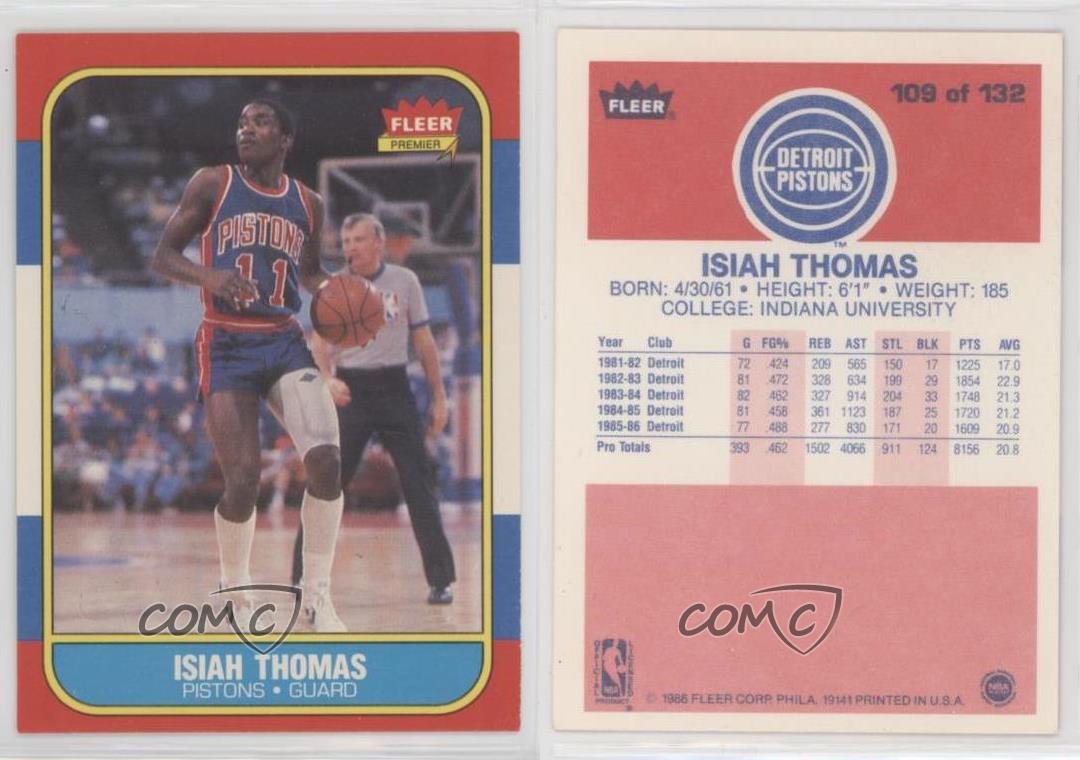 FLEER
PREMIER
PISTONS
11
COMC
ISIAH THOMAS
PISTONS • GUARD
FLEER®
109 of 132
DETROIT
PISTONS
TM
ISIAH THOMAS
BORN: 4/30/61 • HEIGHT: 6'1" • WEIGHT: 185
COLLEGE: INDIANA UNIVERSITY
Year Club G FG% REB AST STL BLK PTS AVG
1981-82 Detroit 72 .424 209 565 150 17 1225 17.0
1982-83 Detroit 81 .472 328 634 199 29 1854 22.9
1983-84 Detroit 82 .462 327 914 204 33 1748 21.3
1984-85 Detroit 81 .458 361 1123 187 25 1720 21.2
1985-86 Detroit 77 .488 277 830 171 20 1609 20.9
Pro Totals 393 .462 1502 4066 911 124 8156 20.8
COMC
OFFICIAL
LICENSED
NBA
PRODUCT
© 1986 FLEER CORP. PHILA. 19141 PRINTED IN U.S.A.
NBA